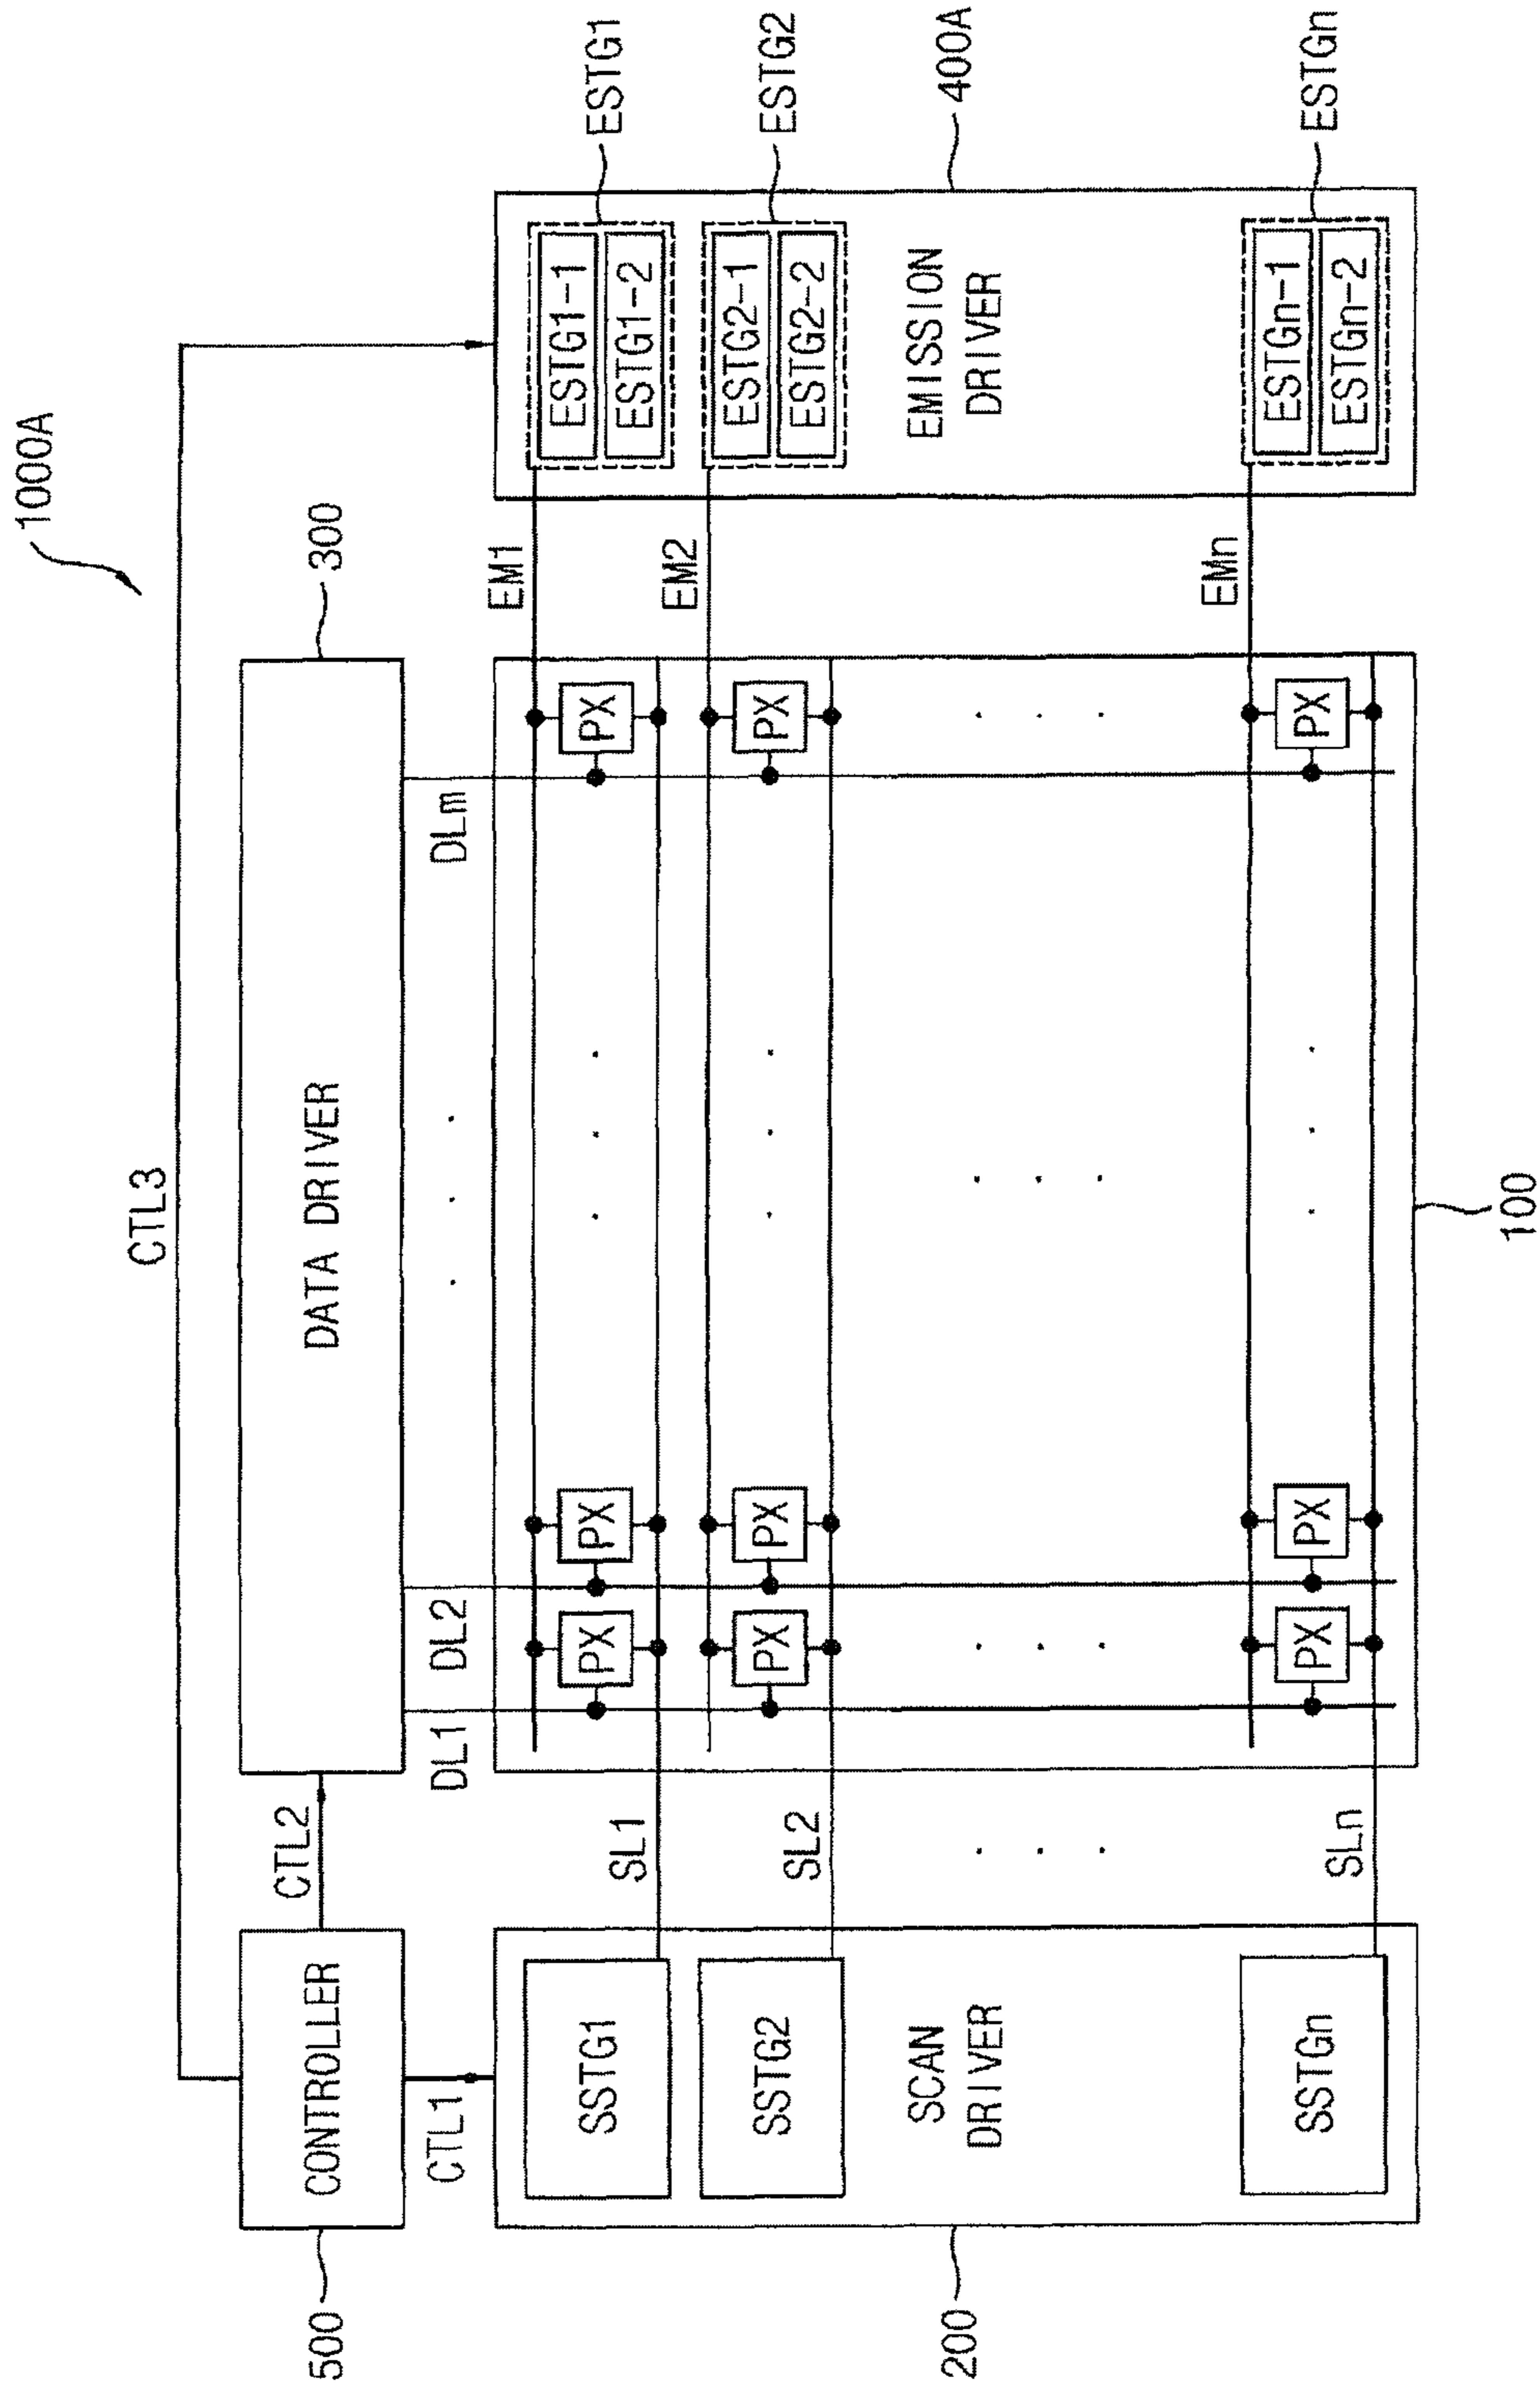 1000A
CTL3
500
CONTROLLER
CTL2
DATA DRIVER
300
CTL1
DL1
DL2
. . .
DLm
EM1
ESTG1
SSTG1
SL1
PX
PX
. . .
PX
ESTG1-1
ESTG1-2
EM2
ESTG2
SSTG2
SL2
PX
PX
. . .
PX
ESTG2-1
ESTG2-2
200
SCAN
DRIVER
. . .
. . .
. . .
. . .
EMISSION
DRIVER
400A
EMn
ESTGn
SSTGn
SLn
PX
PX
. . .
PX
ESTGn-1
ESTGn-2
100